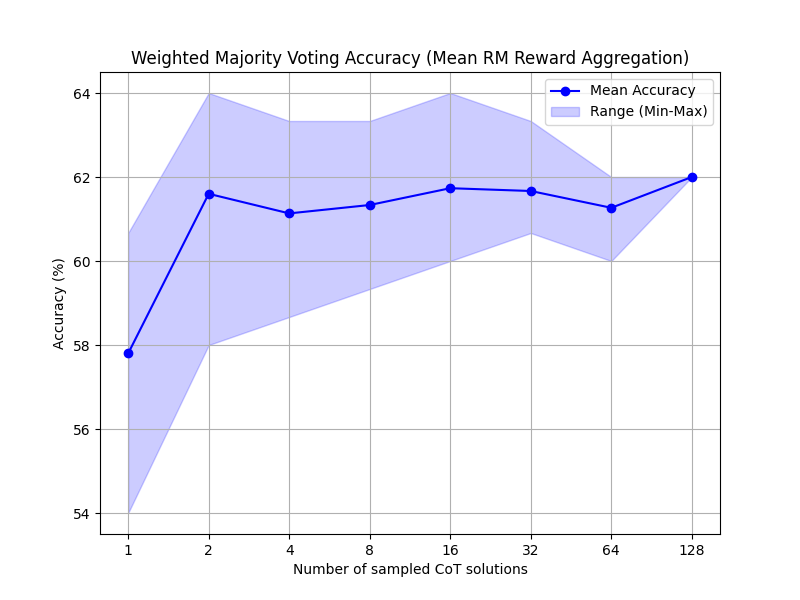 Weighted Majority Voting Accuracy (Mean RM Reward Aggregation)
Mean Accuracy
Range (Min-Max)
Accuracy (%)
64
62
60
58
56
54
1 2 4 8 16 32 64 128
Number of sampled CoT solutions